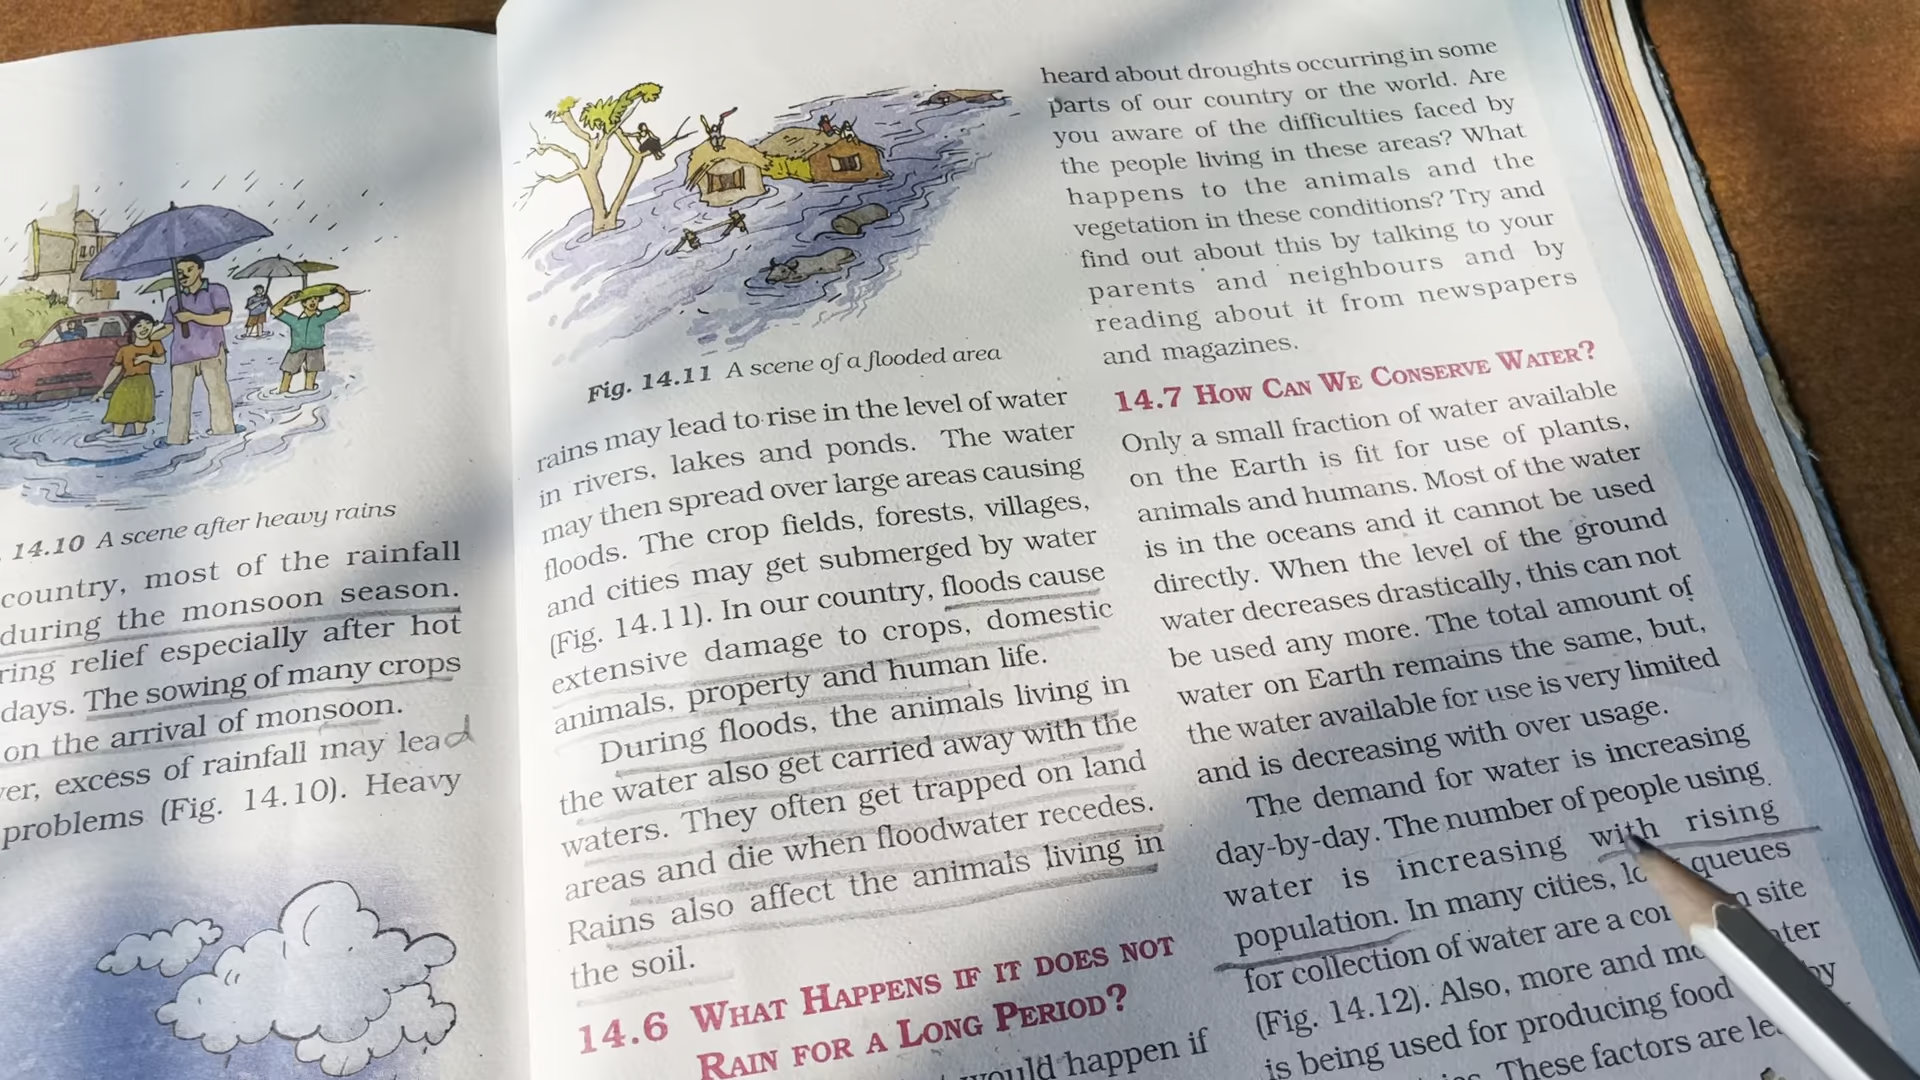 14.10 A scene after heavy rains
country, most of the rainfall
during the monsoon season.
relief especially after hot
days. The sowing of many crops
on the arrival of monsoon.
excess of rainfall may lead
problems (Fig. 14.10). Heavy
Fig. 14.11 A scene of a flooded area
rains may lead to rise in the level of water
in rivers, lakes and ponds. The water
may then spread over large areas causing
floods. The crop fields, forests, villages,
and cities may get submerged by water
(Fig. 14.11). In our country, floods cause
extensive damage to crops, domestic
animals, property and human life.
During floods, the animals living in
the water also get carried away with the
waters. They often get trapped on land
areas and die when floodwater recedes.
Rains also affect the animals living in
the soil.
14.6 WHAT HAPPENS IF IT DOES NOT
RAIN FOR A LONG PERIOD?
would happen if
heard about droughts occurring in some
parts of our country or the world. Are
you aware of the difficulties faced by
the people living in these areas? What
happens to the animals and the
vegetation in these conditions? Try and
find out about this by talking to your
parents and neighbours and by
reading about it from newspapers
and magazines.
14.7 HOW CAN WE CONSERVE WATER?
Only a small fraction of water available
on the Earth is fit for use of plants,
animals and humans. Most of the water
is in the oceans and it cannot be used
directly. When the level of the ground
water decreases drastically, this can not
be used any more. The total amount of
water on Earth remains the same, but,
the water available for use is very limited
and is decreasing with over usage.
The demand for water is increasing
day-by-day. The number of people using
water is increasing with rising
population. In many cities, queues
for collection of water are a site
(Fig. 14.12). Also, more and
is being used for producing food by
These factors are